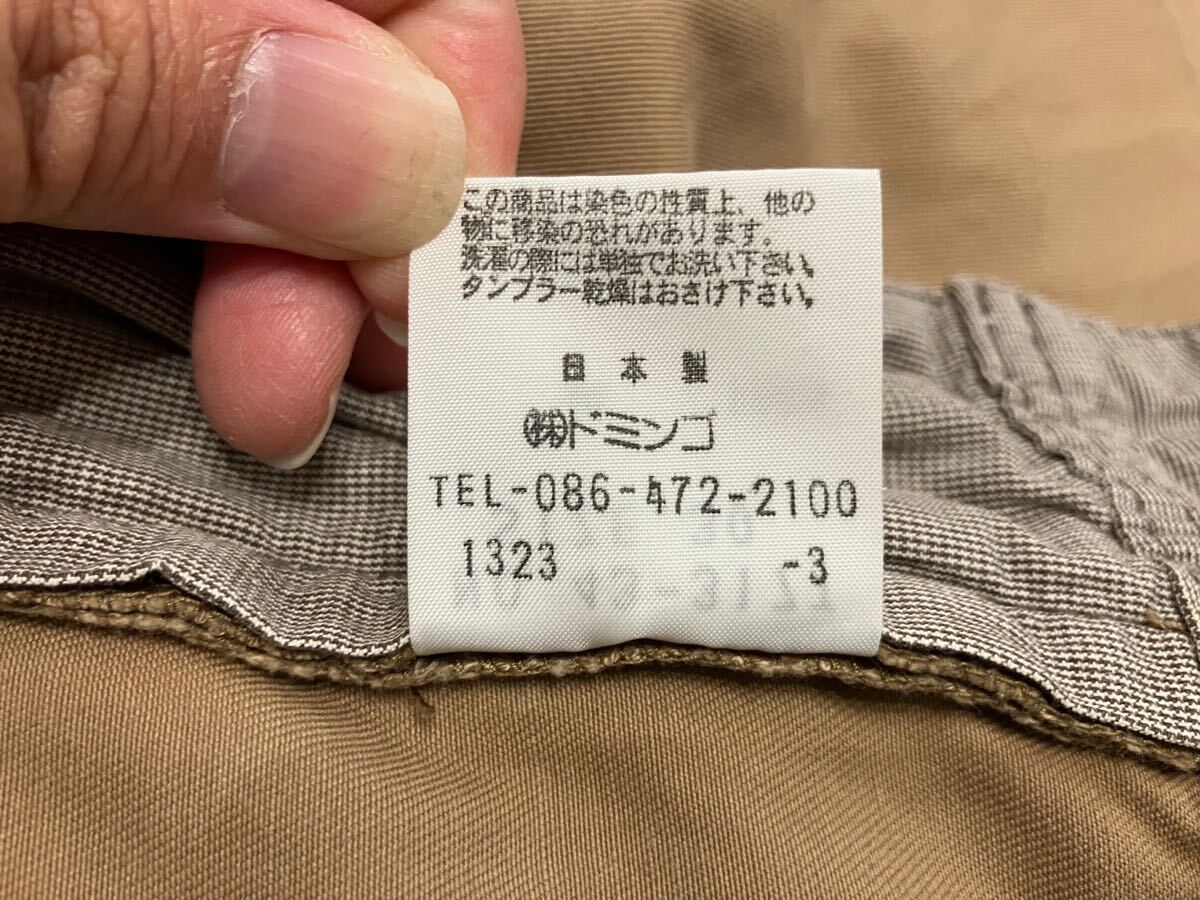 この商品は染色の性質上、他の
物に移染の恐れがあります。
洗濯の際には単独でお洗い下さい。
タンブラー乾燥はおさけ下さい。
日本製
㈱ドミンゴ
TEL-086-472-2100
1323 -3